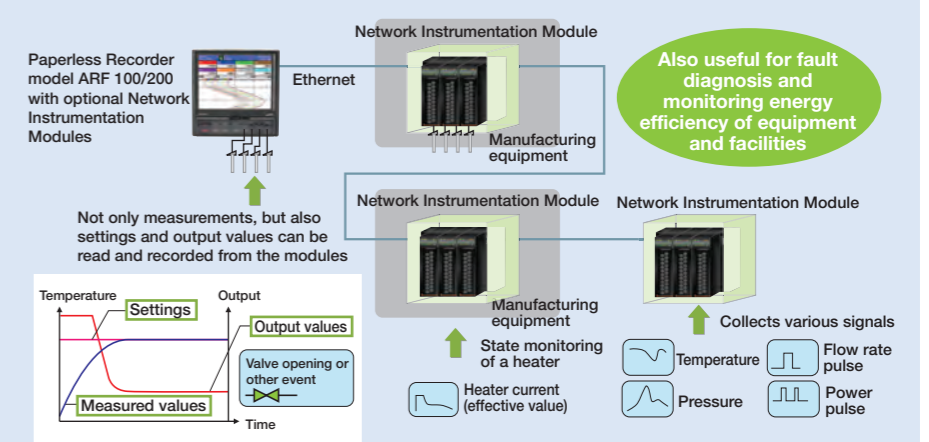 Paperless Recorder
model ARF 100/200
with optional Network
Instrumentation
Modules
Ethernet
Network Instrumentation Module
Manufacturing
equipment
Also useful for fault
diagnosis and
monitoring energy
efficiency of equipment
and facilities
Not only measurements, but also
settings and output values can be
read and recorded from the modules
Network Instrumentation Module
Manufacturing
equipment
Network Instrumentation Module
State monitoring
of a heater
Heater current
(effective value)
Collects various signals
Temperature
Flow rate
pulse
Pressure
Power
pulse
Temperature
Output
Settings
Output values
Valve opening or
other event
Measured values
Time